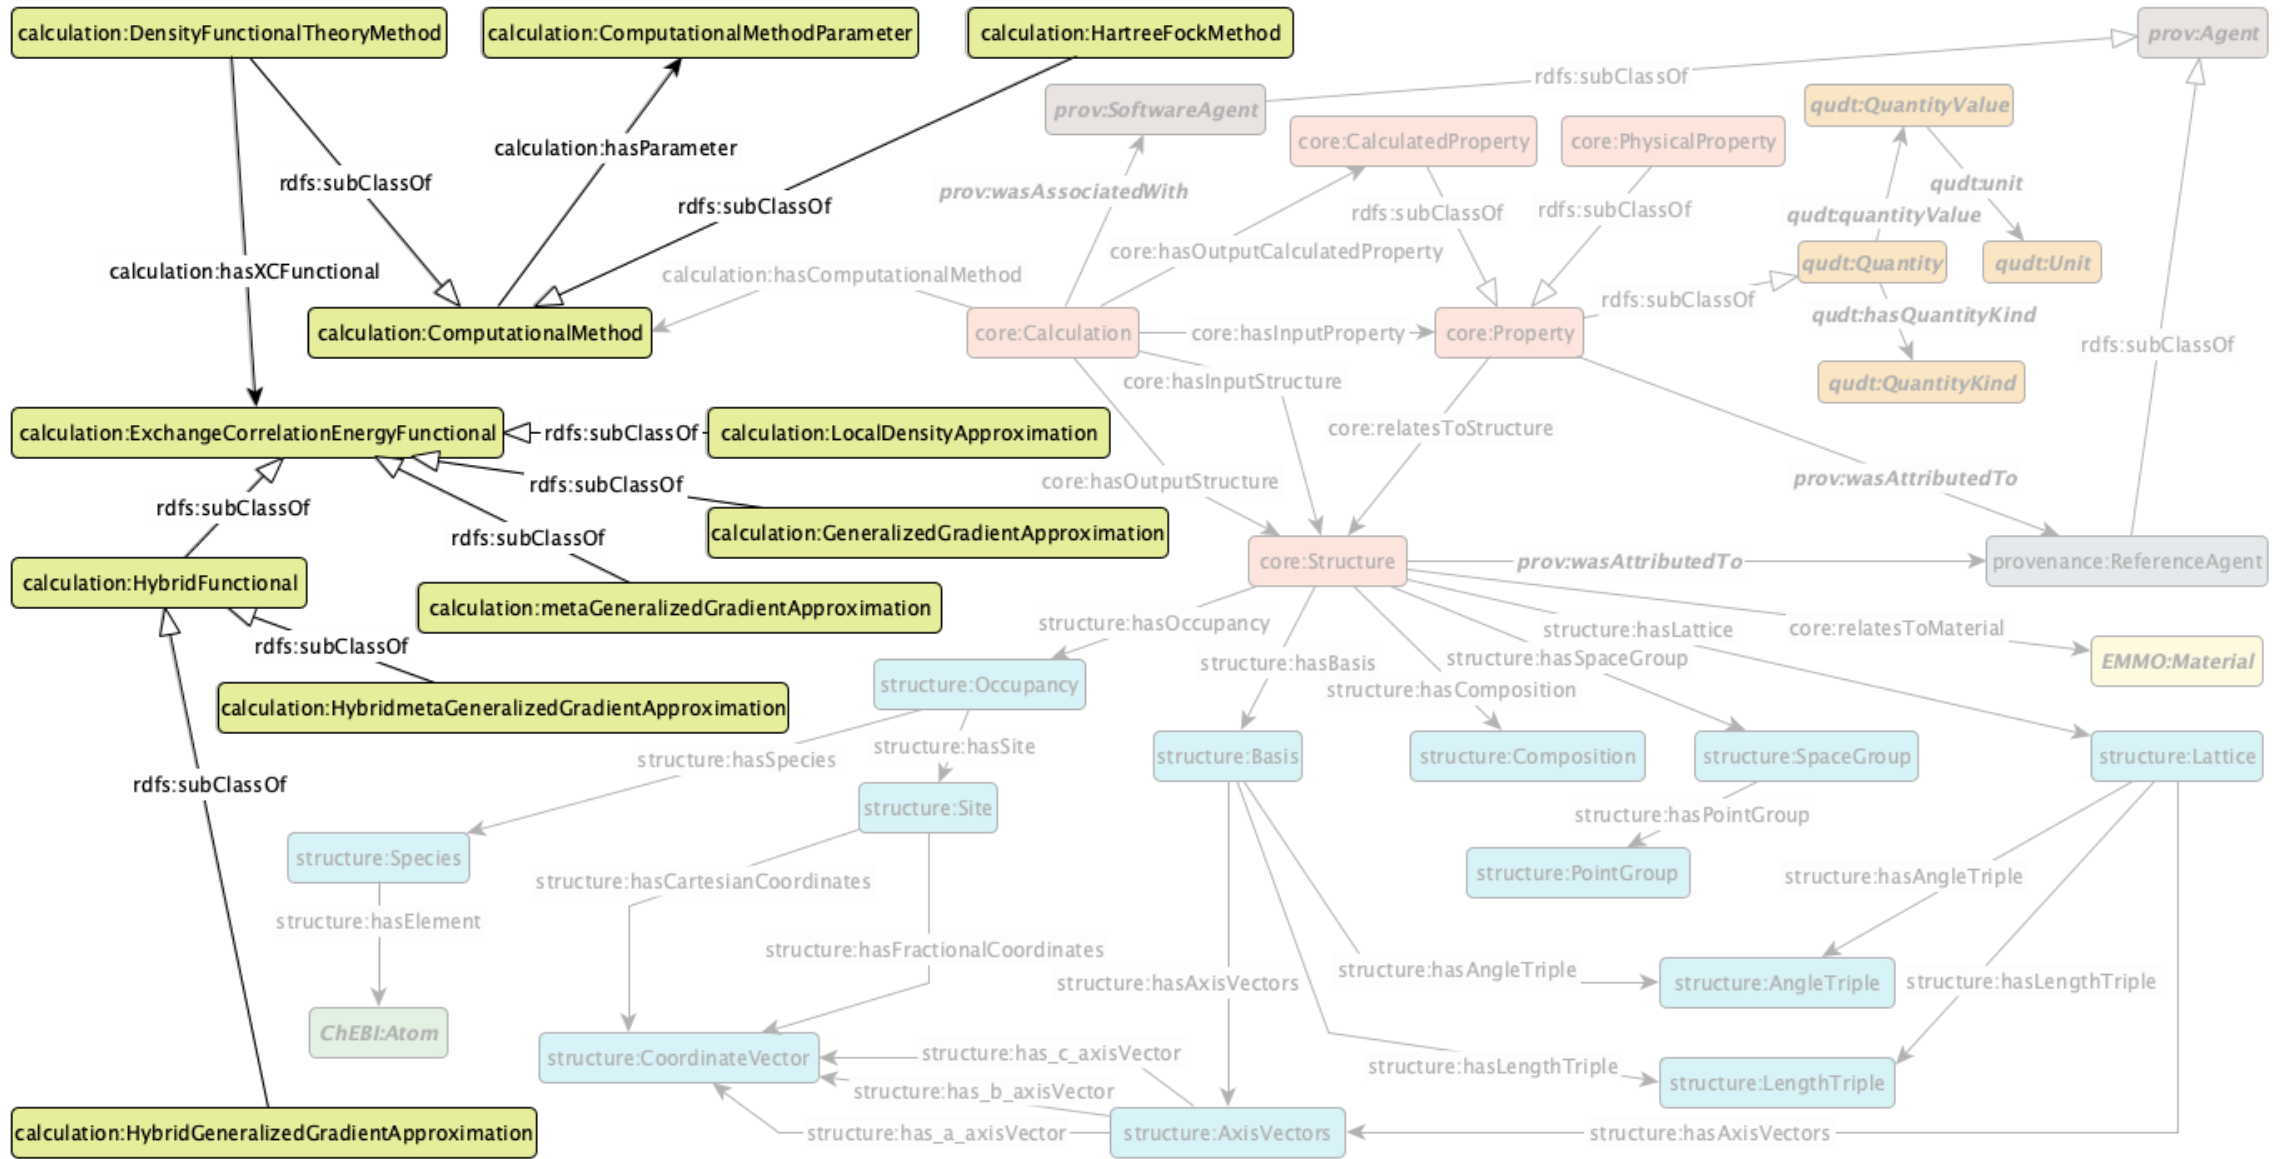 calculation:DensityFunctionalTheoryMethod
calculation:ComputationalMethodParameter
calculation:HartreeFockMethod
prov:Agent
rdfs:subClassOf
prov:SoftwareAgent
qudt:QuantityValue
core:CalculatedProperty
core:PhysicalProperty
calculation:hasParameter
rdfs:subClassOf
prov:wasAssociatedWith
qudt:unit
rdfs:subClassOf
rdfs:subClassOf
rdfs:subClassOf
qudt:quantityValue
core:hasOutputCalculatedProperty
calculation:hasXCFunctional
calculation:hasComputationalMethod
qudt:Quantity
qudt:Unit
rdfs:subClassOf
qudt:hasQuantityKind
calculation:ComputationalMethod
core:Calculation
core:hasInputProperty
core:Property
rdfs:subClassOf
core:hasInputStructure
qudt:QuantityKind
calculation:ExchangeCorrelationEnergyFunctional
rdfs:subClassOf
calculation:LocalDensityApproximation
core:relatesToStructure
rdfs:subClassOf
core:hasOutputStructure
prov:wasAttributedTo
rdfs:subClassOf
rdfs:subClassOf
calculation:GeneralizedGradientApproximation
core:Structure
prov:wasAttributedTo
provenance:ReferenceAgent
calculation:HybridFunctional
calculation:metaGeneralizedGradientApproximation
structure:hasOccupancy
structure:hasLattice
core:relatesToMaterial
rdfs:subClassOf
structure:hasBasis
structure:hasSpaceGroup
EMMO:Material
structure:Occupancy
structure:hasComposition
calculation:HybridmetaGeneralizedGradientApproximation
structure:hasSpecies
structure:hasSite
structure:Basis
structure:Composition
structure:SpaceGroup
structure:Lattice
rdfs:subClassOf
structure:Site
structure:hasPointGroup
structure:Species
structure:hasCartesianCoordinates
structure:PointGroup
structure:hasAngleTriple
structure:hasElement
structure:hasFractionalCoordinates
structure:hasAngleTriple
structure:hasAxisVectors
structure:AngleTriple
structure:hasLengthTriple
ChEBI:Atom
structure:CoordinateVector
structure:has_c_axisVector
structure:hasLengthTriple
structure:LengthTriple
structure:has_b_axisVector
calculation:HybridGeneralizedGradientApproximation
structure:has_a_axisVector
structure:AxisVectors
structure:hasAxisVectors